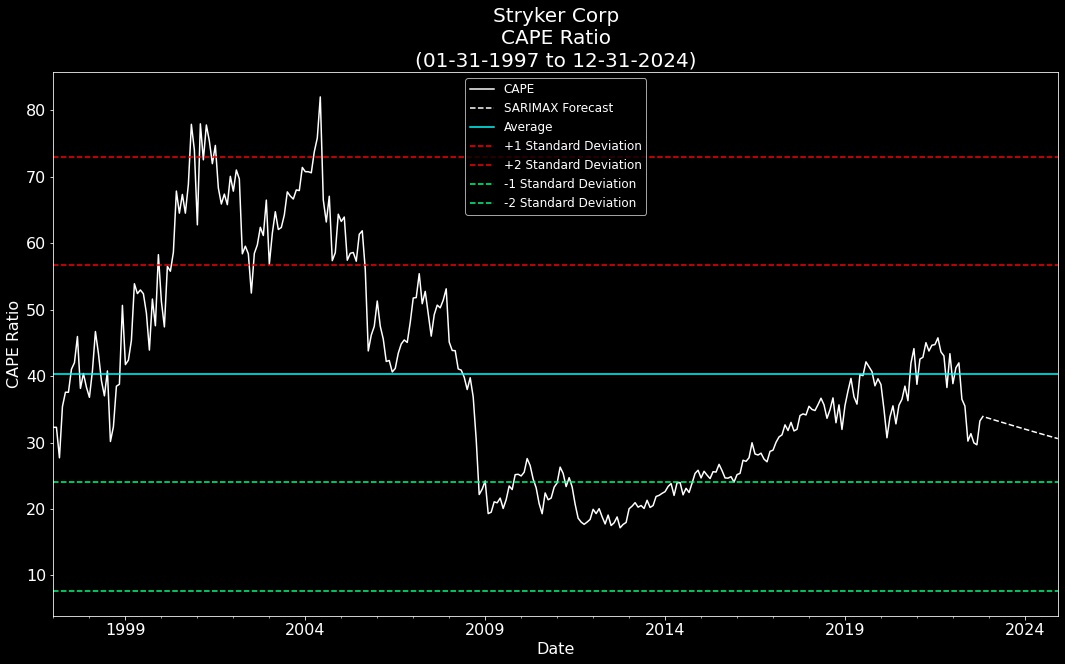 Stryker Corp
CAPE Ratio
(01-31-1997 to 12-31-2024)
CAPE
SARIMAX Forecast
Average
+1 Standard Deviation
+2 Standard Deviation
-1 Standard Deviation
-2 Standard Deviation
CAPE Ratio
80
70
60
50
40
30
20
10
1999 2004 2009 2014 2019 2024
Date